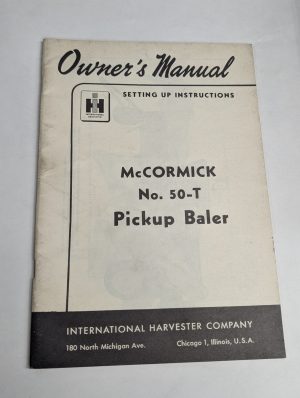 Owner's Manual
SETTING UP INSTRUCTIONS
IH
McCORMICK
No. 50-T
Pickup Baler
INTERNATIONAL HARVESTER COMPANY
180 North Michigan Ave. Chicago 1, Illinois, U.S.A.